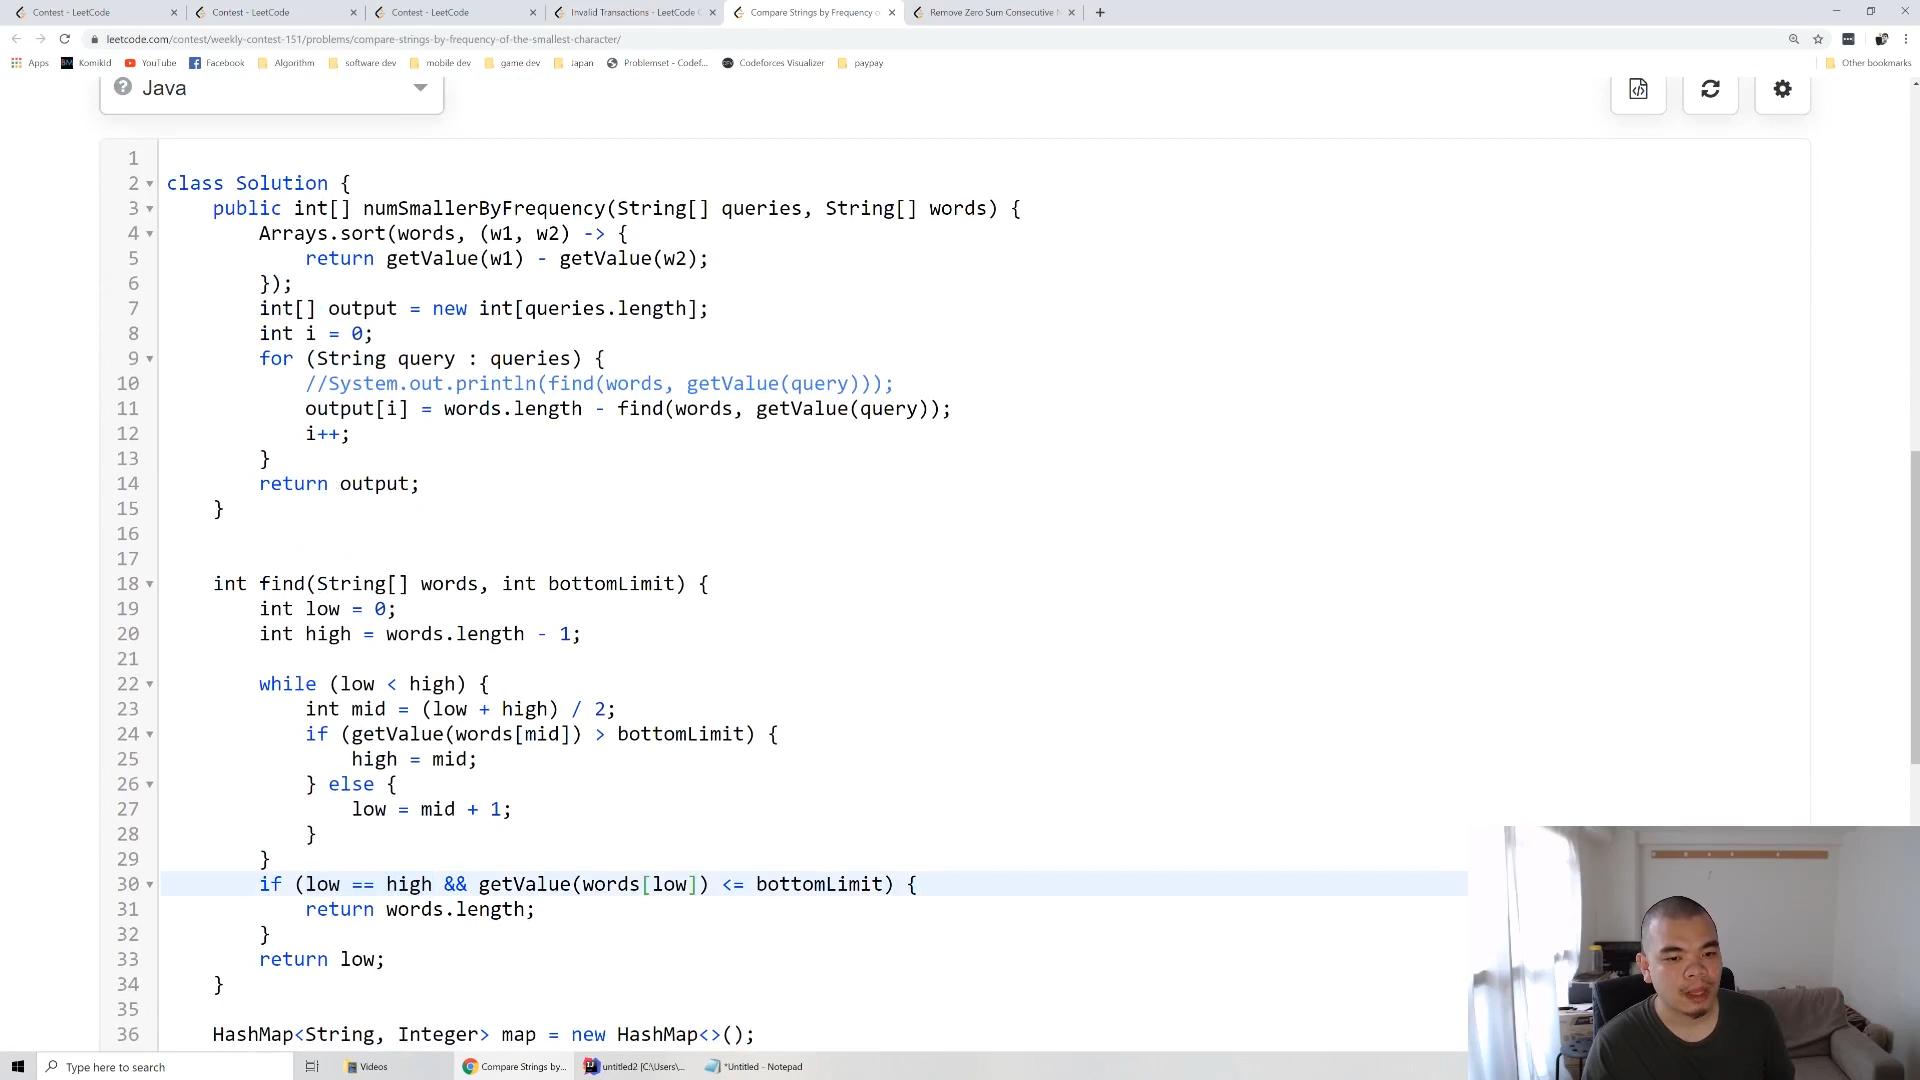 Contest - LeetCode
Contest - LeetCode
Contest - LeetCode
Invalid Transactions - LeetCode
Compare Strings by Frequency o
Remove Zero Sum Consecutive
leetcode.com/contest/weekly-contest-151/problems/compare-strings-by-frequency-of-the-smallest-character/
Apps Komikld YouTube Facebook Algorithm software dev mobile dev game dev Japan Problemset - Codef... Codeforces Visualizer paypay Other bookmarks
Java
1
2 class Solution {
3 public int[] numSmallerByFrequency(String[] queries, String[] words) {
4 Arrays.sort(words, (w1, w2) -> {
5 return getValue(w1) - getValue(w2);
6 });
7 int[] output = new int[queries.length];
8 int i = 0;
9 for (String query : queries) {
10 //System.out.println(find(words, getValue(query)));
11 output[i] = words.length - find(words, getValue(query));
12 i++;
13 }
14 return output;
15 }
16
17
18 int find(String[] words, int bottomLimit) {
19 int low = 0;
20 int high = words.length - 1;
21
22 while (low < high) {
23 int mid = (low + high) / 2;
24 if (getValue(words[mid]) > bottomLimit) {
25 high = mid;
26 } else {
27 low = mid + 1;
28 }
29 }
30 if (low == high && getValue(words[low]) <= bottomLimit) {
31 return words.length;
32 }
33 return low;
34 }
35
36 HashMap<String, Integer> map = new HashMap<>();
Type here to search
Videos
Compare Strings by...
untitled2 [C:\Users\...
*Untitled - Notepad